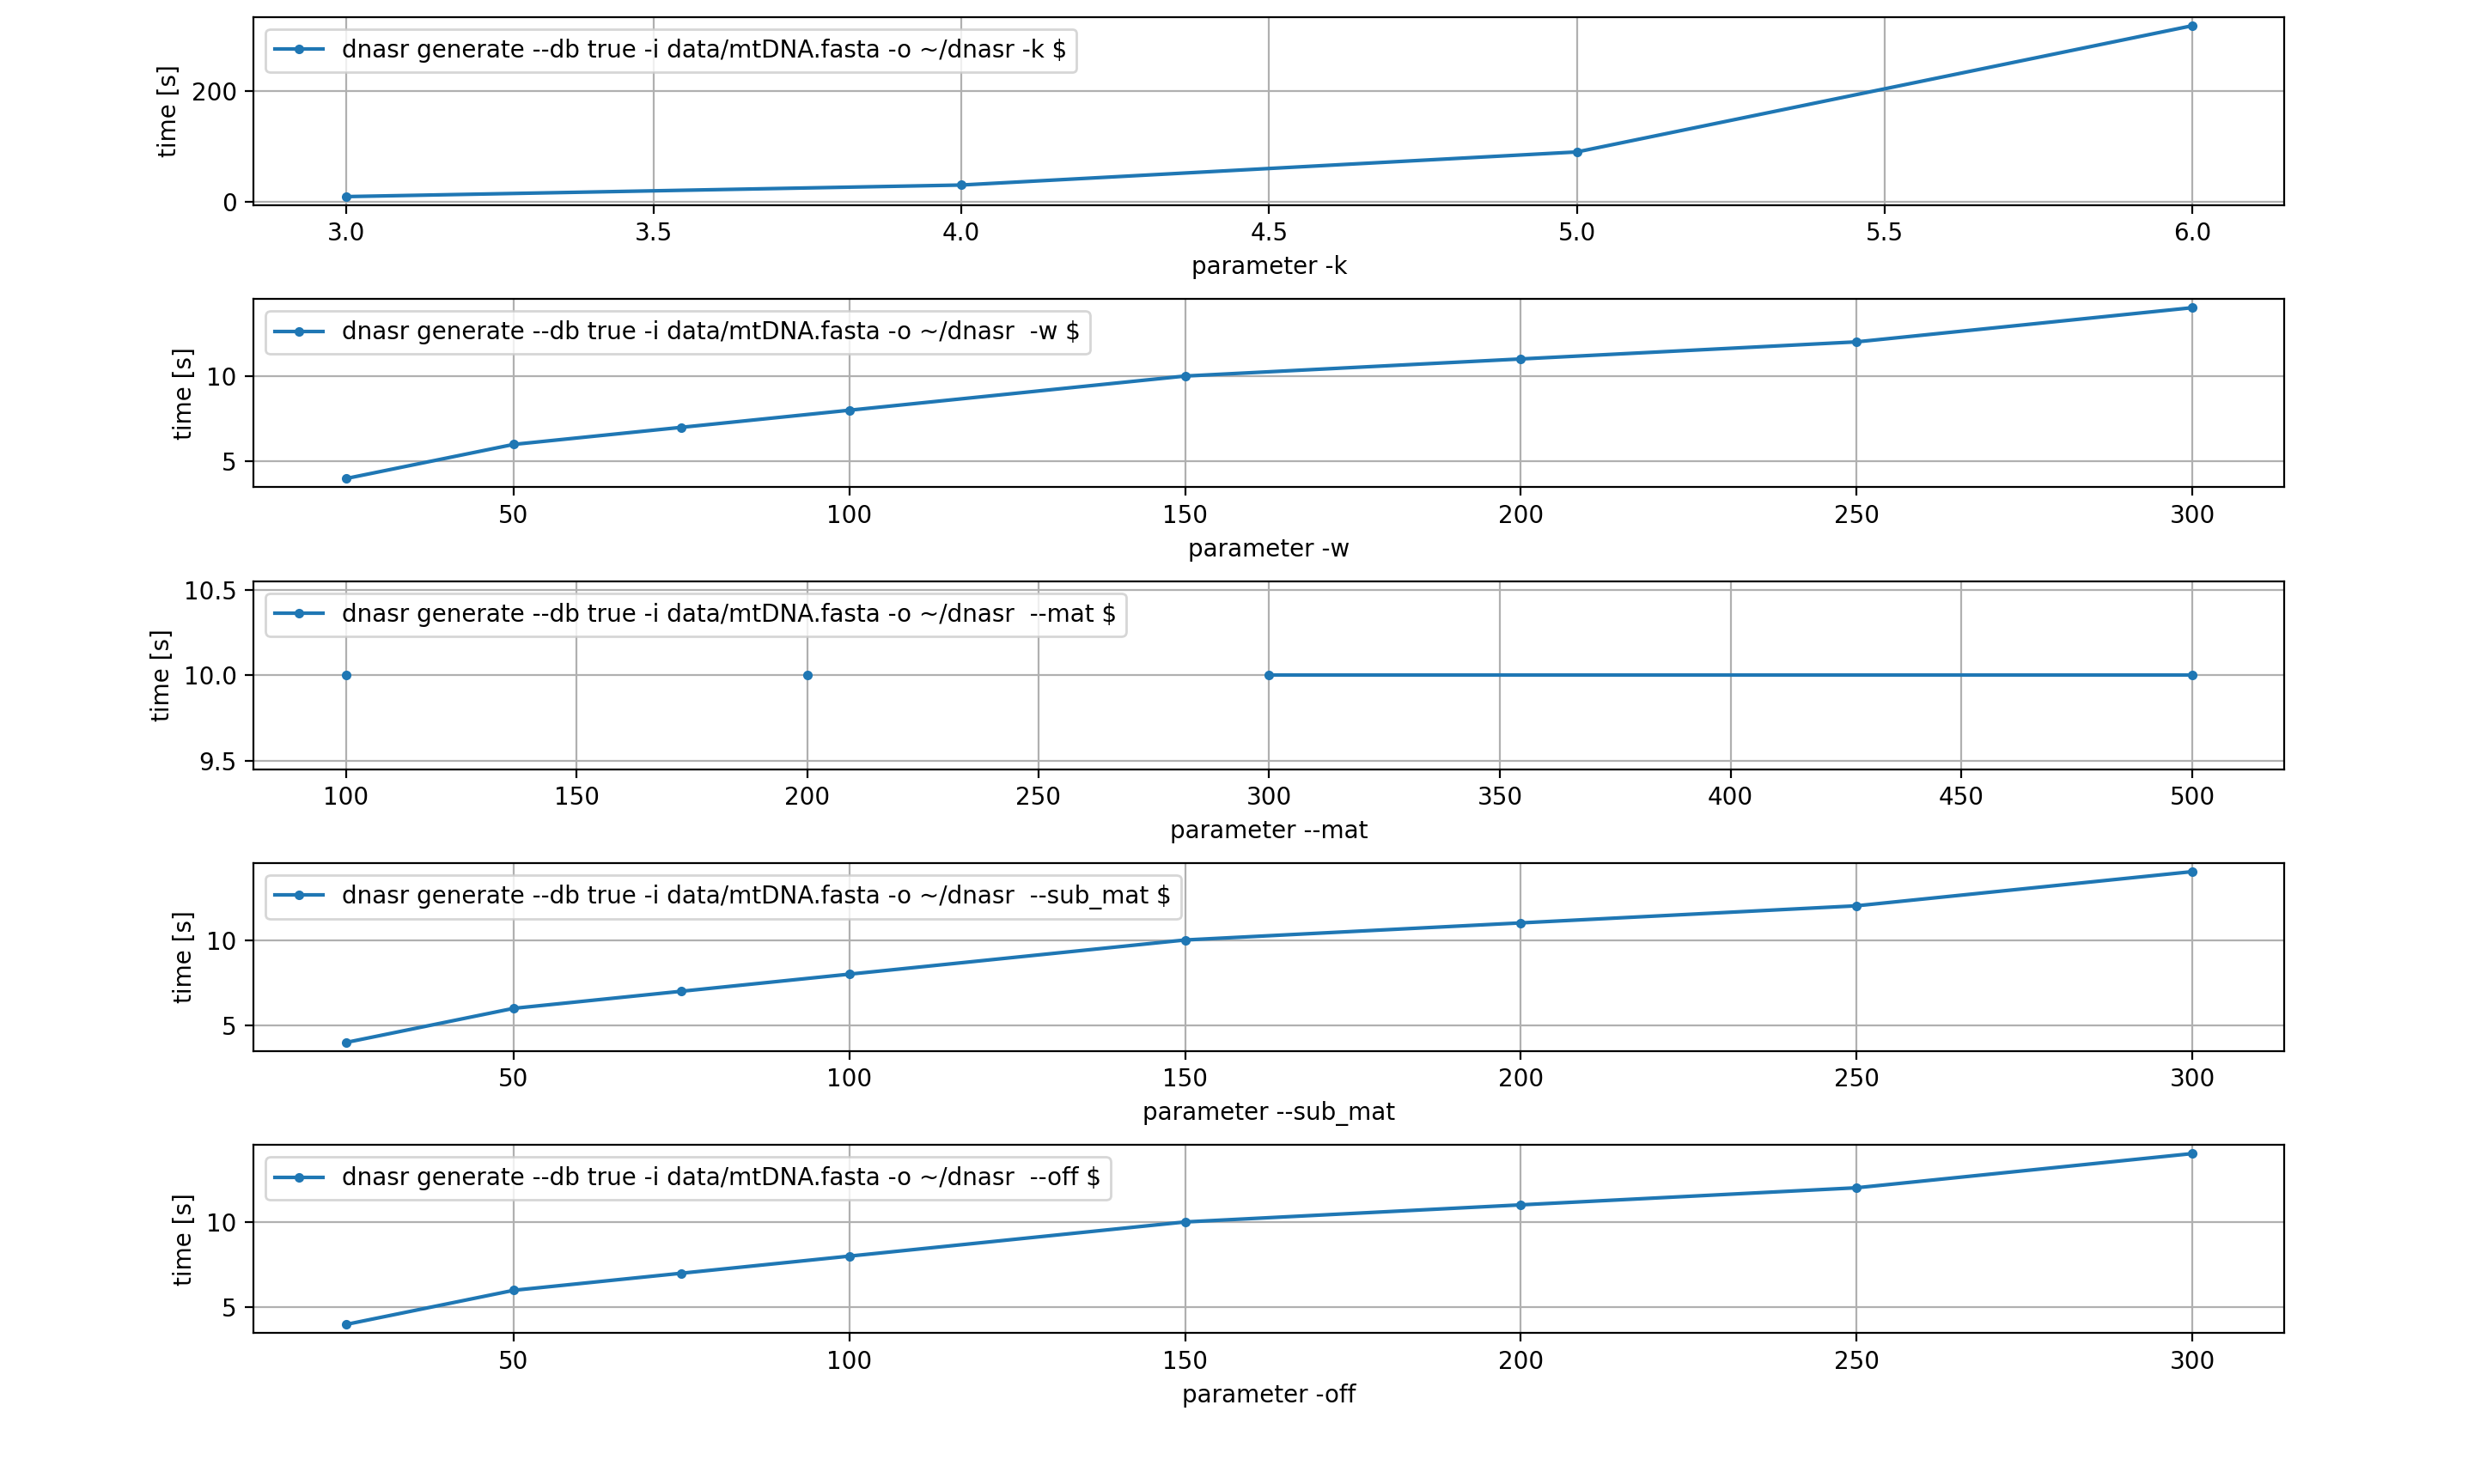 dnasr generate --db true -i data/mtDNA.fasta -o ~/dnasr -k $
time [s]
200
0
3.0 3.5 4.0 4.5 5.0 5.5 6.0
parameter -k
dnasr generate --db true -i data/mtDNA.fasta -o ~/dnasr  -w $
time [s]
10
5
50 100 150 200 250 300
parameter -w
10.5
dnasr generate --db true -i data/mtDNA.fasta -o ~/dnasr  --mat $
time [s]
10.0
9.5
100 150 200 250 300 350 400 450 500
parameter --mat
dnasr generate --db true -i data/mtDNA.fasta -o ~/dnasr  --sub_mat $
time [s]
10
5
50 100 150 200 250 300
parameter --sub_mat
dnasr generate --db true -i data/mtDNA.fasta -o ~/dnasr  --off $
time [s]
10
5
50 100 150 200 250 300
parameter -off